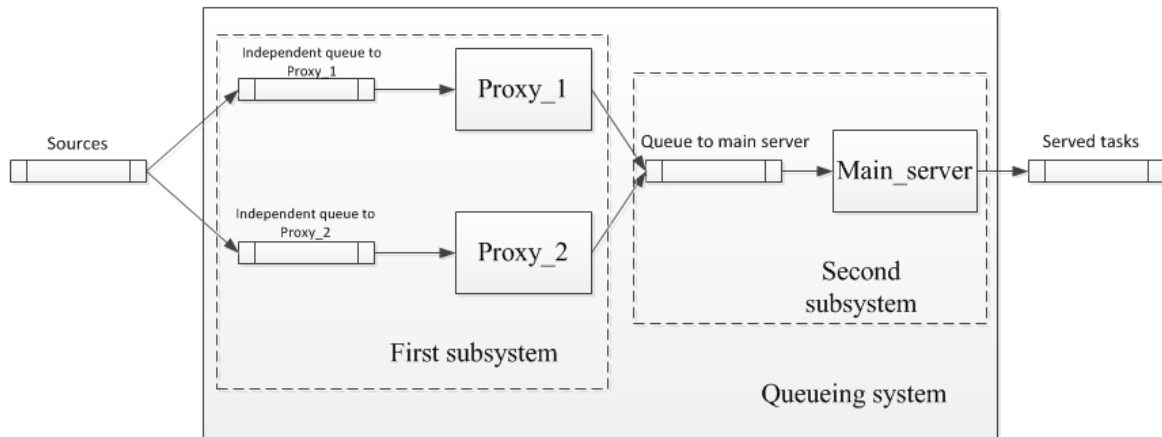 Independent queue to
Proxy_1
Proxy_1
Sources
Queue to main server
Main_server
Served tasks
Independent queue to
Proxy_2
Proxy_2
Second
subsystem
First subsystem
Queueing system